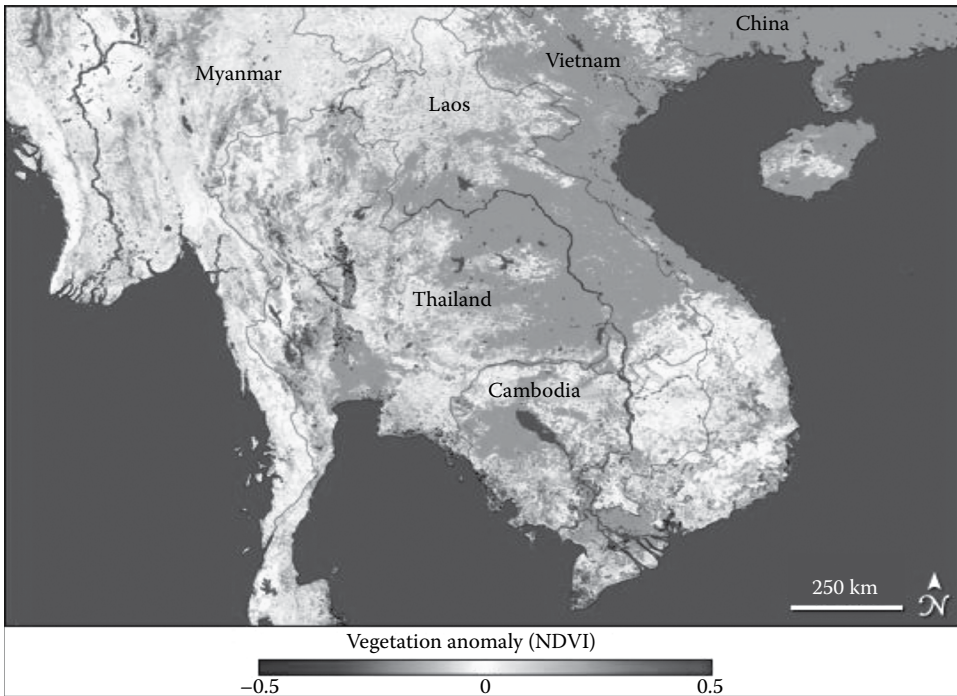 China
Vietnam
Myanmar
Laos
Thailand
Cambodia
250 km
N
Vegetation anomaly (NDVI)
−0.5 0 0.5